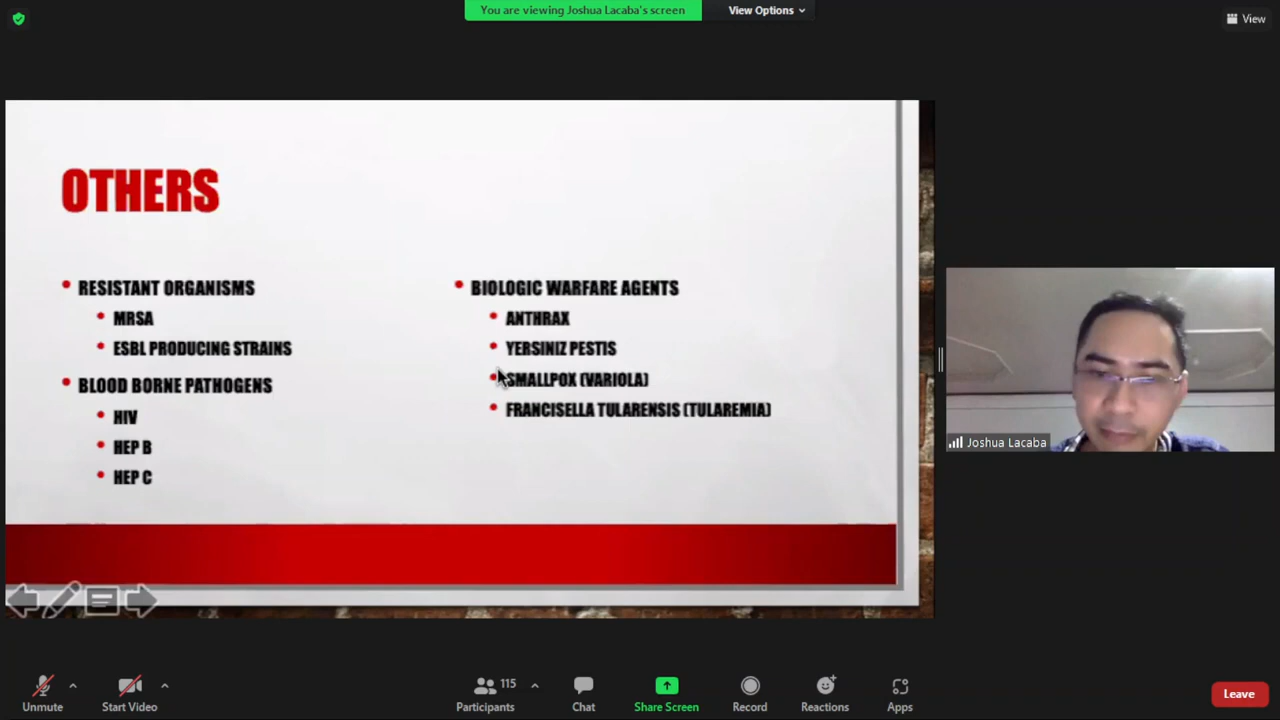 You are viewing Joshua Lacaba's screen
View Options
View
OTHERS
RESISTANT ORGANISMS
MRSA
ESBL PRODUCING STRAINS
BLOOD BORNE PATHOGENS
HIV
HEP B
HEP C
BIOLOGIC WARFARE AGENTS
ANTHRAX
YERSINIZ PESTIS
SMALLPOX (VARIOLA)
FRANCISELLA TULARENSIS (TULAREMIA)
Joshua Lacaba
Unmute
Start Video
115
Participants
Chat
Share Screen
Record
Reactions
Apps
Leave